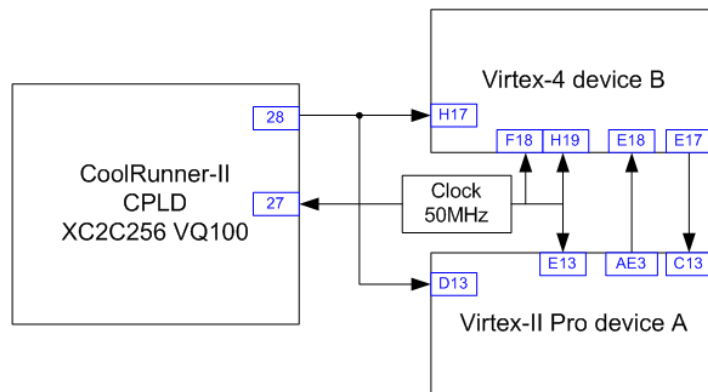 Virtex-4 device B
28
H17
F18 H19 E18 E17
CoolRunner-II
CPLD
XC2C256 VQ100
27
Clock
50MHz
E13 AE3 C13
D13
Virtex-II Pro device A